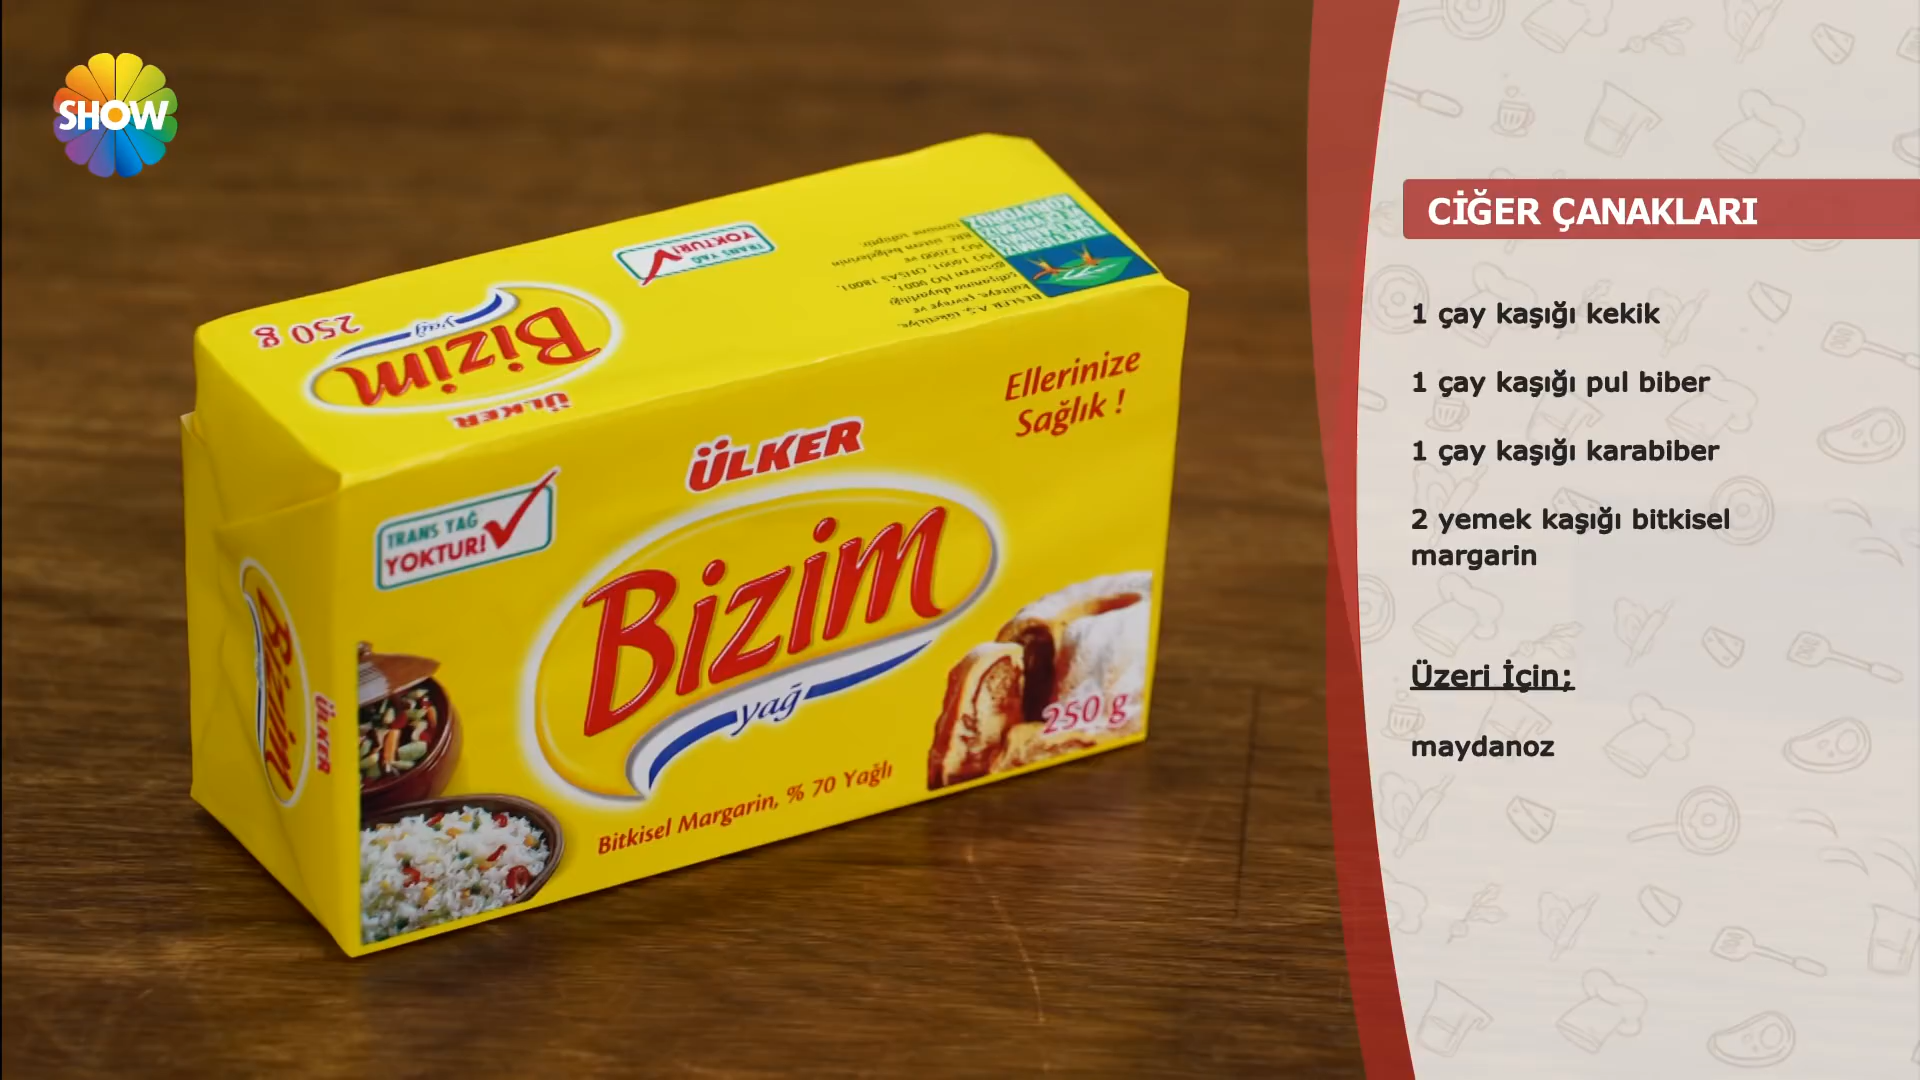 SHOW
CİĞER ÇANAKLARI
1 çay kaşığı kekik
1 çay kaşığı pul biber
1 çay kaşığı karabiber
2 yemek kaşığı bitkisel
margarin
Üzeri İçin;
maydanoz
TRANS YAĞ
YOKTUR!
250 g
Bizim
yağ
ÜLKER
Ellerinize
Sağlık !
ÜLKER
TRANS YAĞ
YOKTUR!
Bizim
yağ
250 g
Bitkisel Margarin, % 70 Yağlı
Bizim
ÜLKER